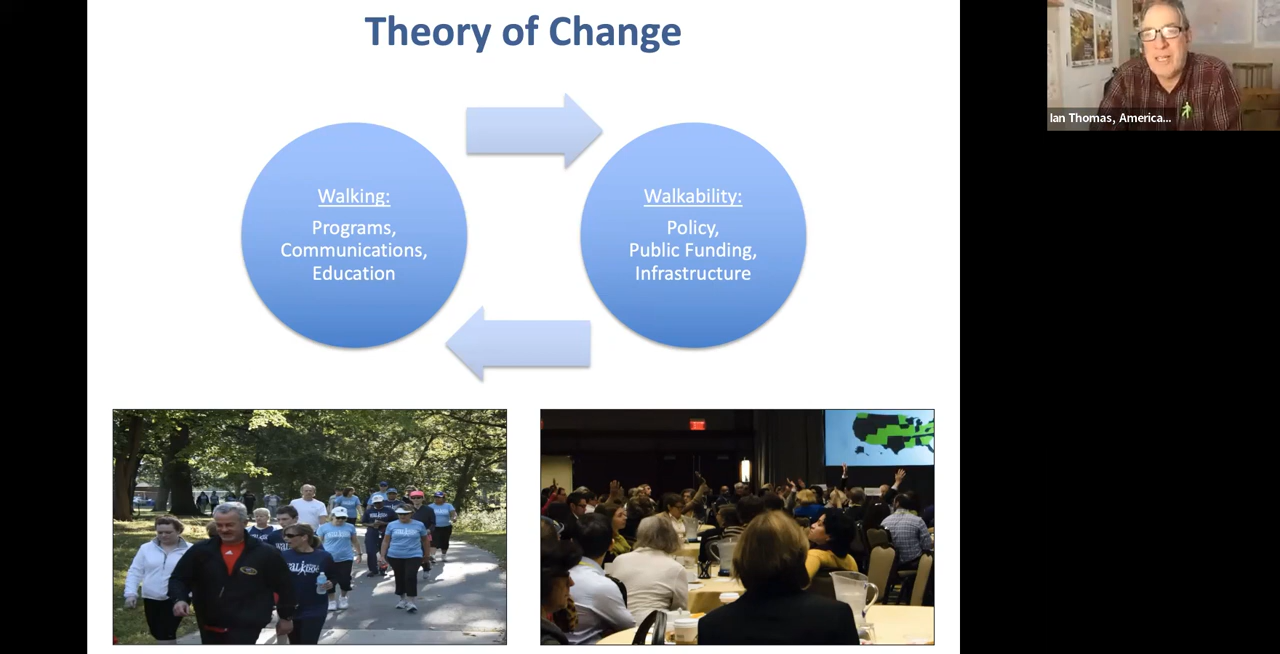 Theory of Change
Walking:
Programs,
Communications,
Education
Walkability:
Policy,
Public Funding,
Infrastructure
Ian Thomas, America...